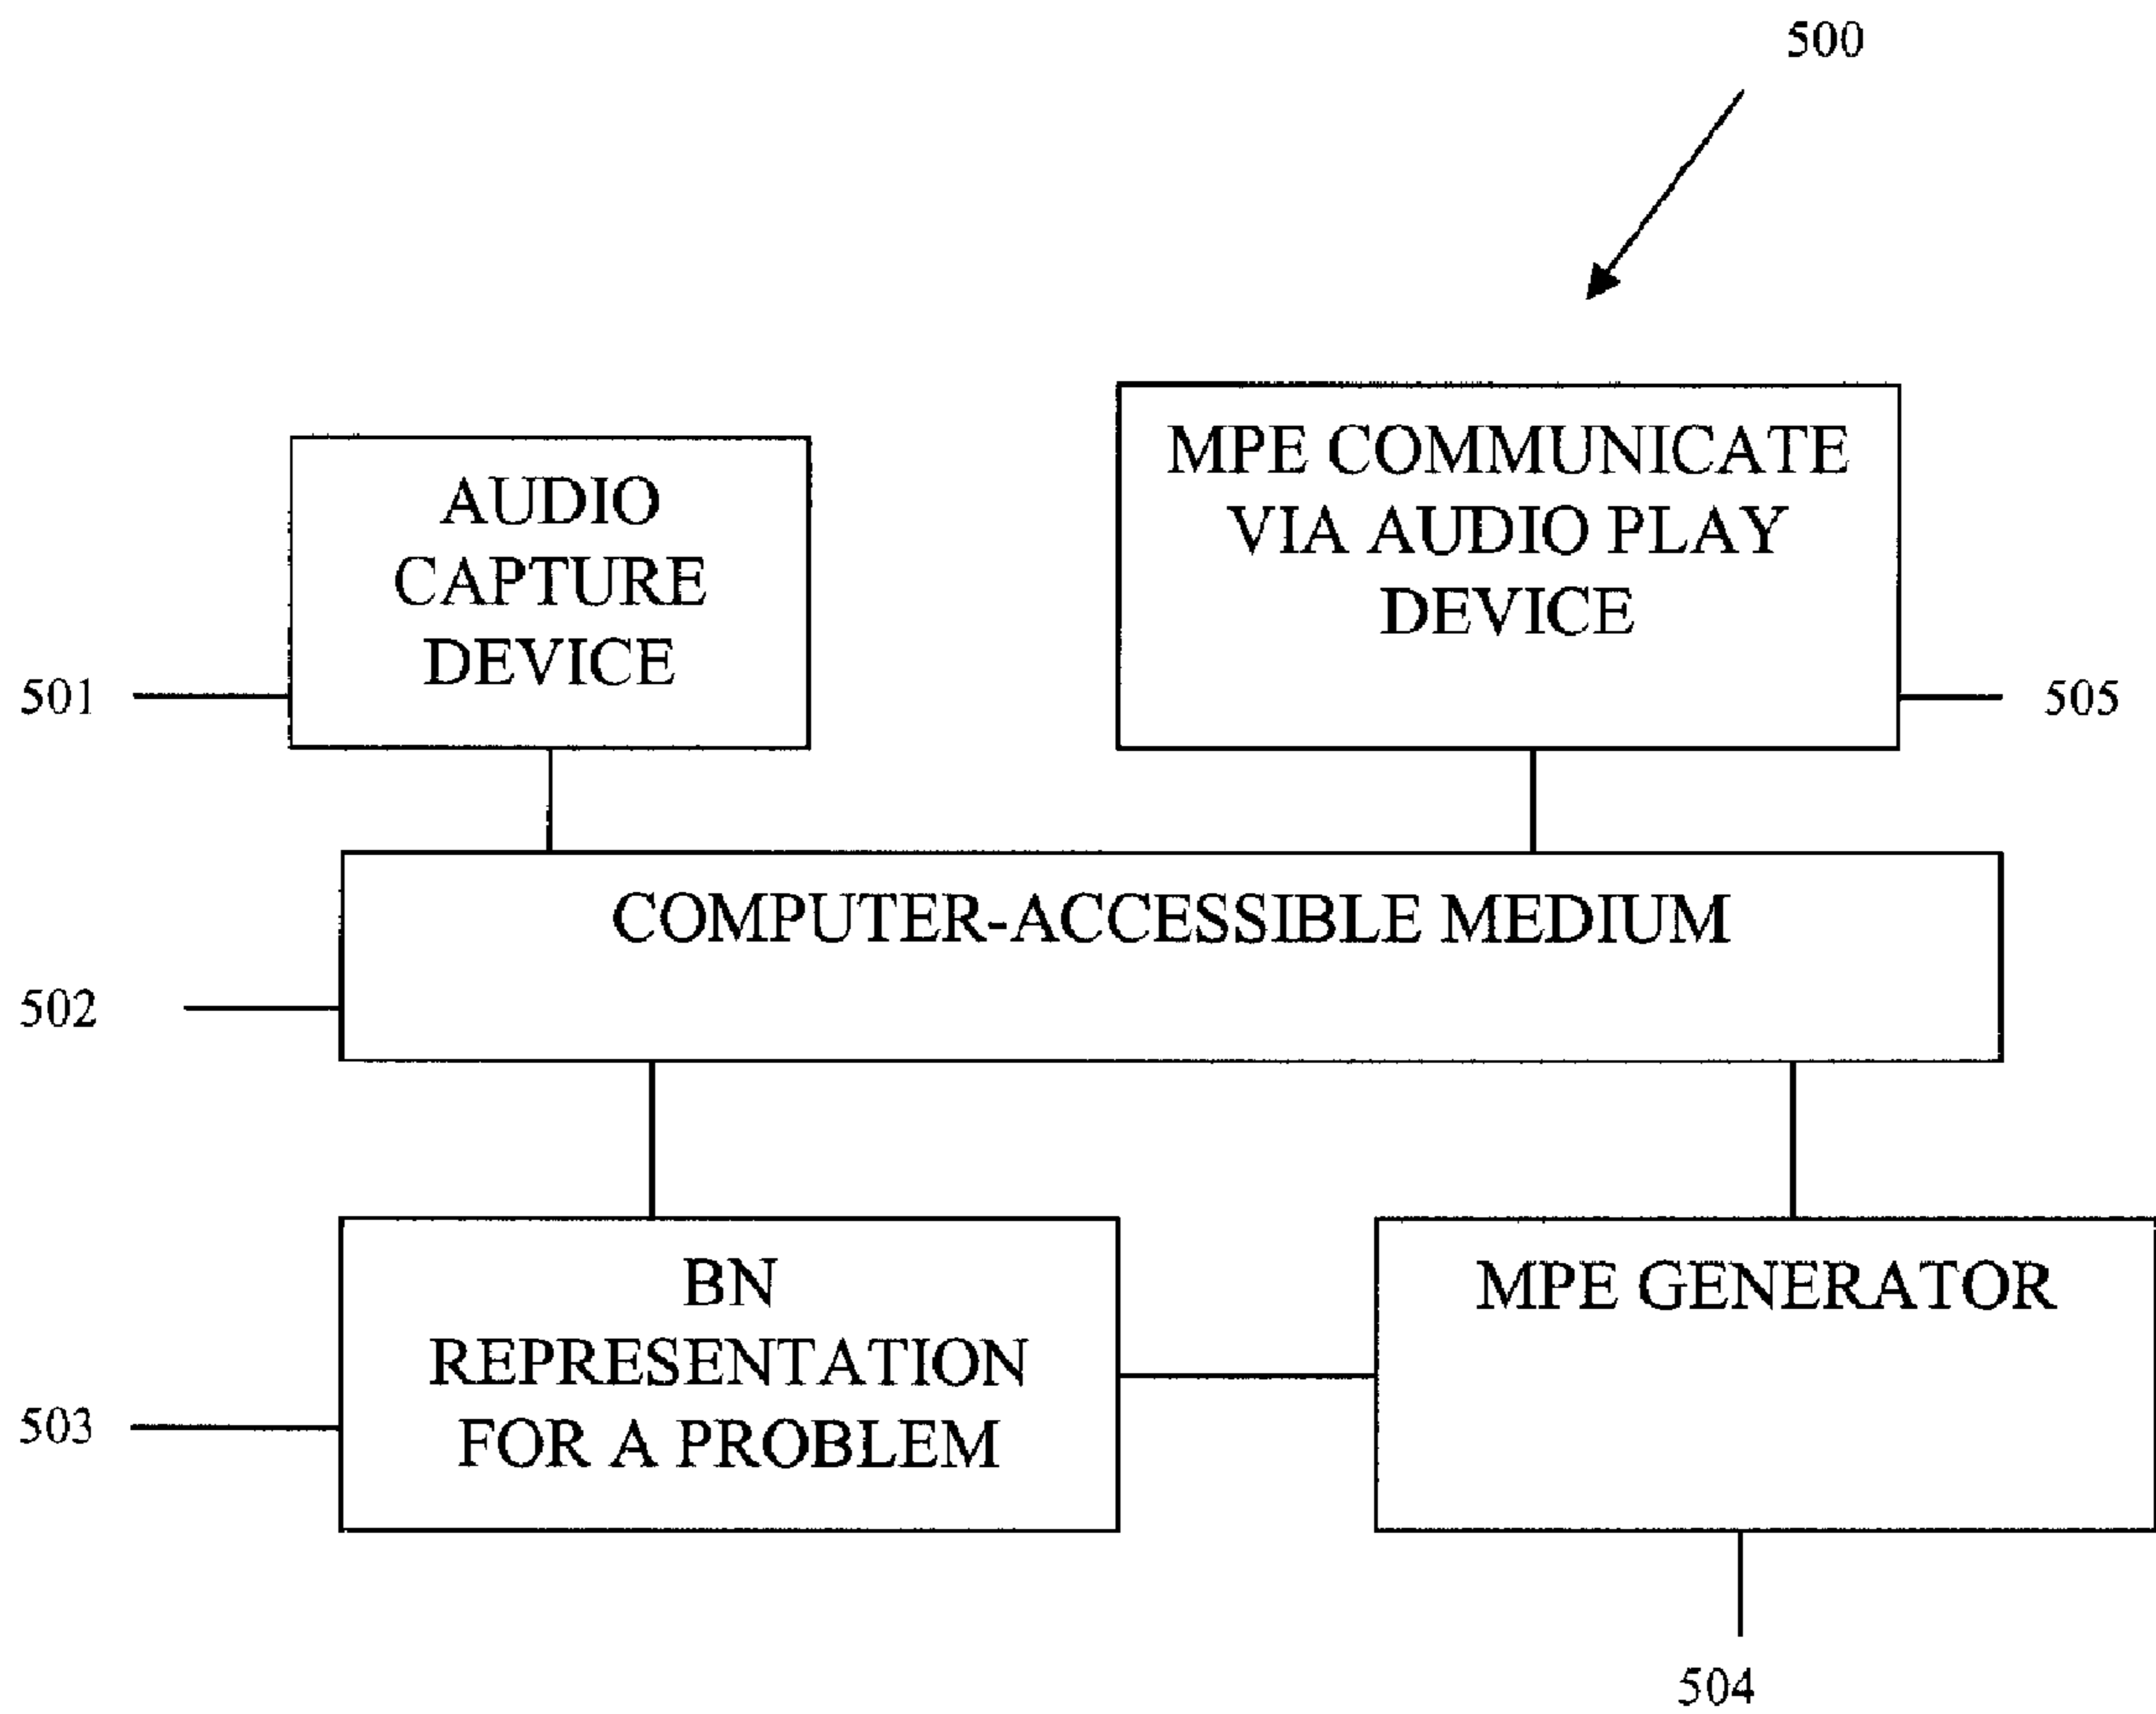 500
AUDIO
CAPTURE
DEVICE
501
MPE COMMUNICATE
VIA AUDIO PLAY
DEVICE
505
COMPUTER-ACCESSIBLE MEDIUM
502
BN
REPRESENTATION
FOR A PROBLEM
503
MPE GENERATOR
504